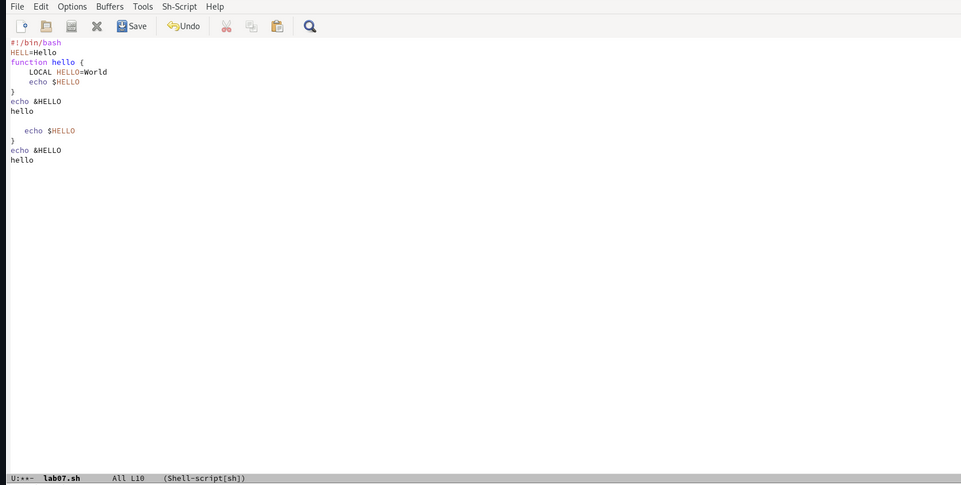 File Edit Options Buffers Tools Sh-Script Help
Save Undo
#!/bin/bash
HELL=Hello
function hello {
    LOCAL HELLO=World
    echo $HELLO
}
echo &HELLO
hello

   echo $HELLO
}
echo &HELLO
hello
U:**-  lab07.sh       All L10    (Shell-script[sh])